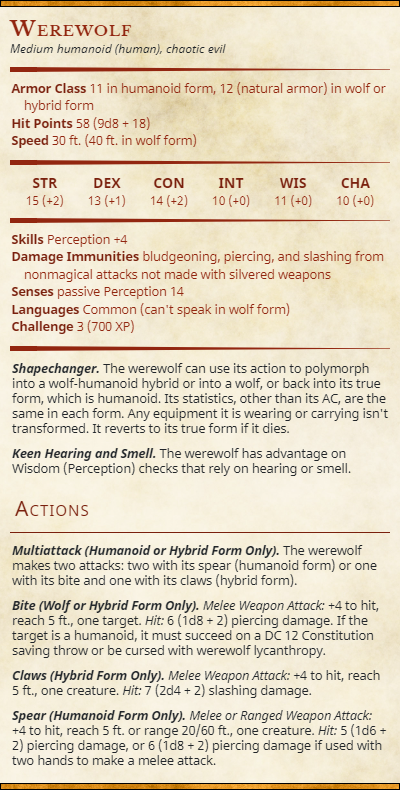 Werewolf
Medium humanoid (human), chaotic evil
Armor Class 11 in humanoid form, 12 (natural armor) in wolf or
hybrid form
Hit Points 58 (9d8 + 18)
Speed 30 ft. (40 ft. in wolf form)
STR DEX CON INT WIS CHA
15 (+2) 13 (+1) 14 (+2) 10 (+0) 11 (+0) 10 (+0)
Skills Perception +4
Damage Immunities bludgeoning, piercing, and slashing from
nonmagical attacks not made with silvered weapons
Senses passive Perception 14
Languages Common (can't speak in wolf form)
Challenge 3 (700 XP)
Shapechanger. The werewolf can use its action to polymorph
into a wolf-humanoid hybrid or into a wolf, or back into its true
form, which is humanoid. Its statistics, other than its AC, are the
same in each form. Any equipment it is wearing or carrying isn't
transformed. It reverts to its true form if it dies.
Keen Hearing and Smell. The werewolf has advantage on
Wisdom (Perception) checks that rely on hearing or smell.
Actions
Multiattack (Humanoid or Hybrid Form Only). The werewolf
makes two attacks: two with its spear (humanoid form) or one
with its bite and one with its claws (hybrid form).
Bite (Wolf or Hybrid Form Only). Melee Weapon Attack: +4 to hit,
reach 5 ft., one target. Hit: 6 (1d8 + 2) piercing damage. If the
target is a humanoid, it must succeed on a DC 12 Constitution
saving throw or be cursed with werewolf lycanthropy.
Claws (Hybrid Form Only). Melee Weapon Attack: +4 to hit, reach
5 ft., one creature. Hit: 7 (2d4 + 2) slashing damage.
Spear (Humanoid Form Only). Melee or Ranged Weapon Attack:
+4 to hit, reach 5 ft. or range 20/60 ft., one creature. Hit: 5 (1d6 +
2) piercing damage, or 6 (1d8 + 2) piercing damage if used with
two hands to make a melee attack.